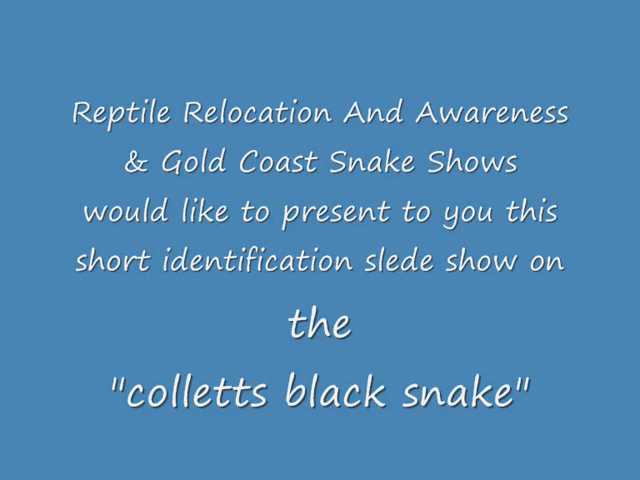 Reptile Relocation And Awareness
& Gold Coast Snake Shows
would like to present to you this
short identification slede show on
the
"colletts black snake"